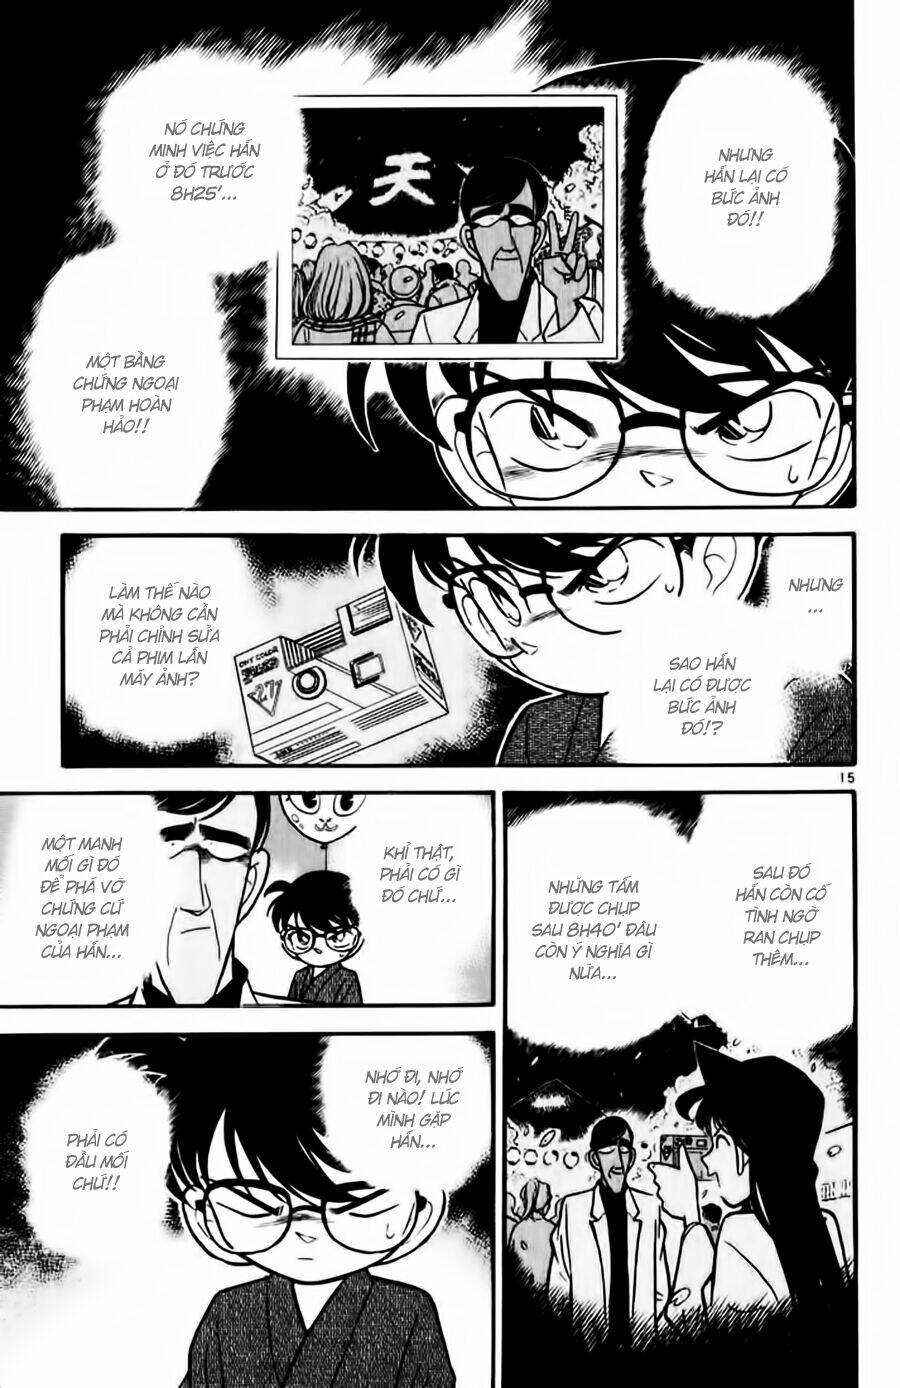 NHƯNG
HẮN LẠI CÓ
BỨC ẢNH
ĐÓ!!
NÓ CHỨNG
MINH VIỆC HẮN
Ở ĐÓ TRƯỚC
8H25'...
天
MỘT BẰNG
CHỨNG NGOẠI
PHẠM HOÀN
HẢO!!
NHƯNG
...
SAO HẮN
LẠI CÓ ĐƯỢC
BỨC ẢNH
ĐÓ!?
LÀM THẾ NÀO
MÀ KHÔNG CẦN
PHẢI CHỈNH SỬA
CẢ PHIM LẪN
MÁY ẢNH?
COLOR
27
15
KHỈ THẬT,
PHẢI CÓ GÌ
ĐÓ CHỨ...
MỘT MANH
MỐI GÌ ĐÓ
ĐỂ PHÁ VỠ
CHỨNG CỨ
NGOẠI PHẠM
CỦA HẮN...
SAU ĐÓ
HẮN CÒN CỐ
TÌNH NGỜ
RAN CHỤP
THÊM...
NHỮNG TẤM
ĐƯỢC CHỤP
SAU 8H40' ĐÂU
CÒN Ý NGHĨA GÌ
NỮA...
NHỚ ĐI, NHỚ
ĐI NÀO! LÚC
MÌNH GẶP
HẮN...
PHẢI CÓ
ĐẦU MỐI
CHỨ!!